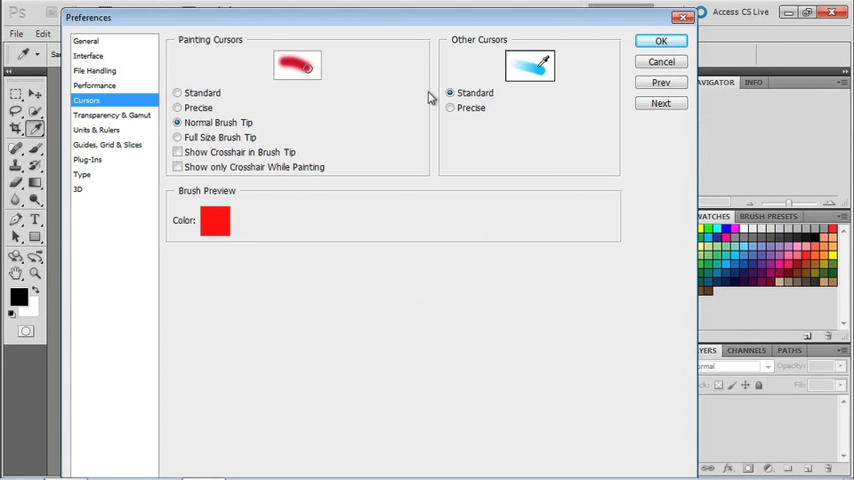 Ps
Preferences
Access CS Live
File Edit
General
Interface
File Handling
Performance
Cursors
Transparency & Gamut
Units & Rulers
Guides, Grid & Slices
Plug-Ins
Type
3D
Painting Cursors
Standard
Precise
Normal Brush Tip
Full Size Brush Tip
Show Crosshair in Brush Tip
Show only Crosshair While Painting
Other Cursors
Standard
Precise
Brush Preview
Color:
OK
Cancel
Prev
Next
AVIGATOR
WATCHES BRUSH PRESETS
AYERS CHANNELS PATHS
ormal Opacity:
Fill: